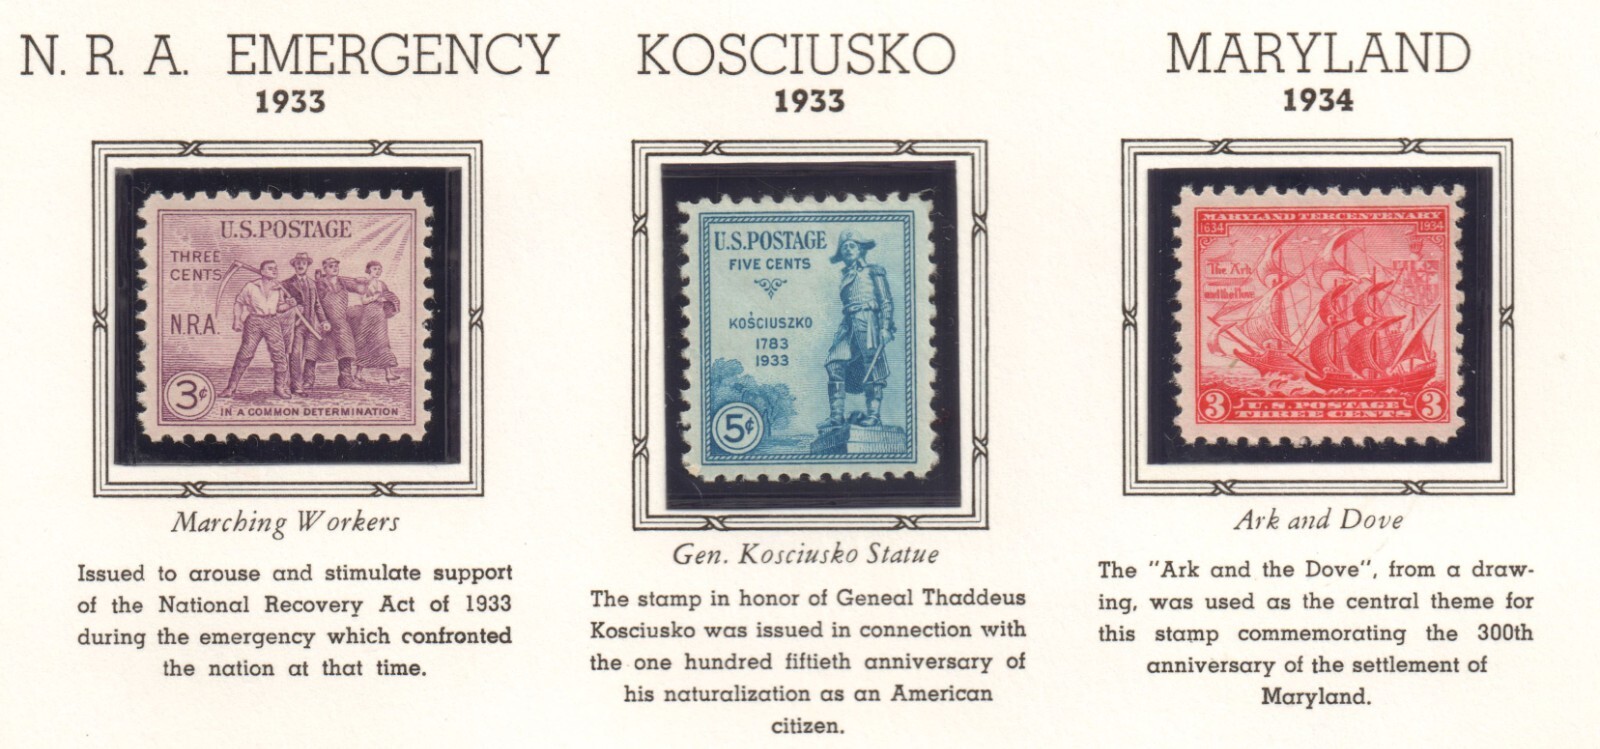 N. R. A. EMERGENCY
1933
U.S.POSTAGE
THREE
CENTS
N.R.A.
3¢
IN A COMMON DETERMINATION
Marching Workers
Issued to arouse and stimulate support
of the National Recovery Act of 1933
during the emergency which confronted
the nation at that time.
KOSCIUSKO
1933
U.S.POSTAGE
FIVE CENTS
KOŚCIUSZKO
1783
1933
5¢
Gen. Kosciusko Statue
The stamp in honor of Geneal Thaddeus
Kosciusko was issued in connection with
the one hundred fiftieth anniversary of
his naturalization as an American
citizen.
MARYLAND
1934
MARYLAND TERCENTENARY
1634 1934
The Ark
and the Dove
3 U.S. POSTAGE 3
THREE CENTS
Ark and Dove
The "Ark and the Dove", from a draw-
ing, was used as the central theme for
this stamp commemorating the 300th
anniversary of the settlement of
Maryland.